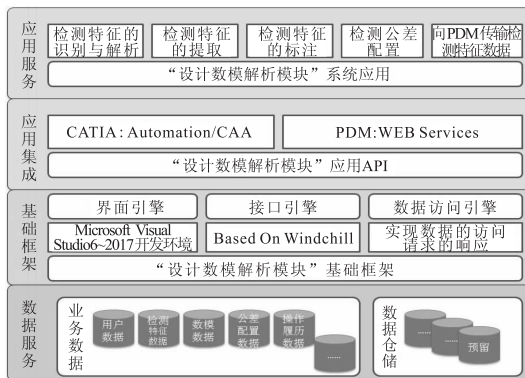 应用服务
检测特征的
识别与解析
检测特征
的提取
检测特征
的标注
检测公差
配置
向PDM传输检
测特征数据
“设计数模解析模块”系统应用
应用集成
CATIA:Automation/CAA
PDM:WEB Services
“设计数模解析模块”应用API
基础框架
界面引擎
接口引擎
数据访问引擎
Microsoft Visual
Studio6~2017开发环境
Based On Windchill
实现数据的访问
请求的响应
“设计数模解析模块”基础框架
数据服务
业务数据
用户
数据
检测
特征
数据
数模
数据
公差
配置
数据
操作
履历
数据
……
数据仓储
……
……
预留